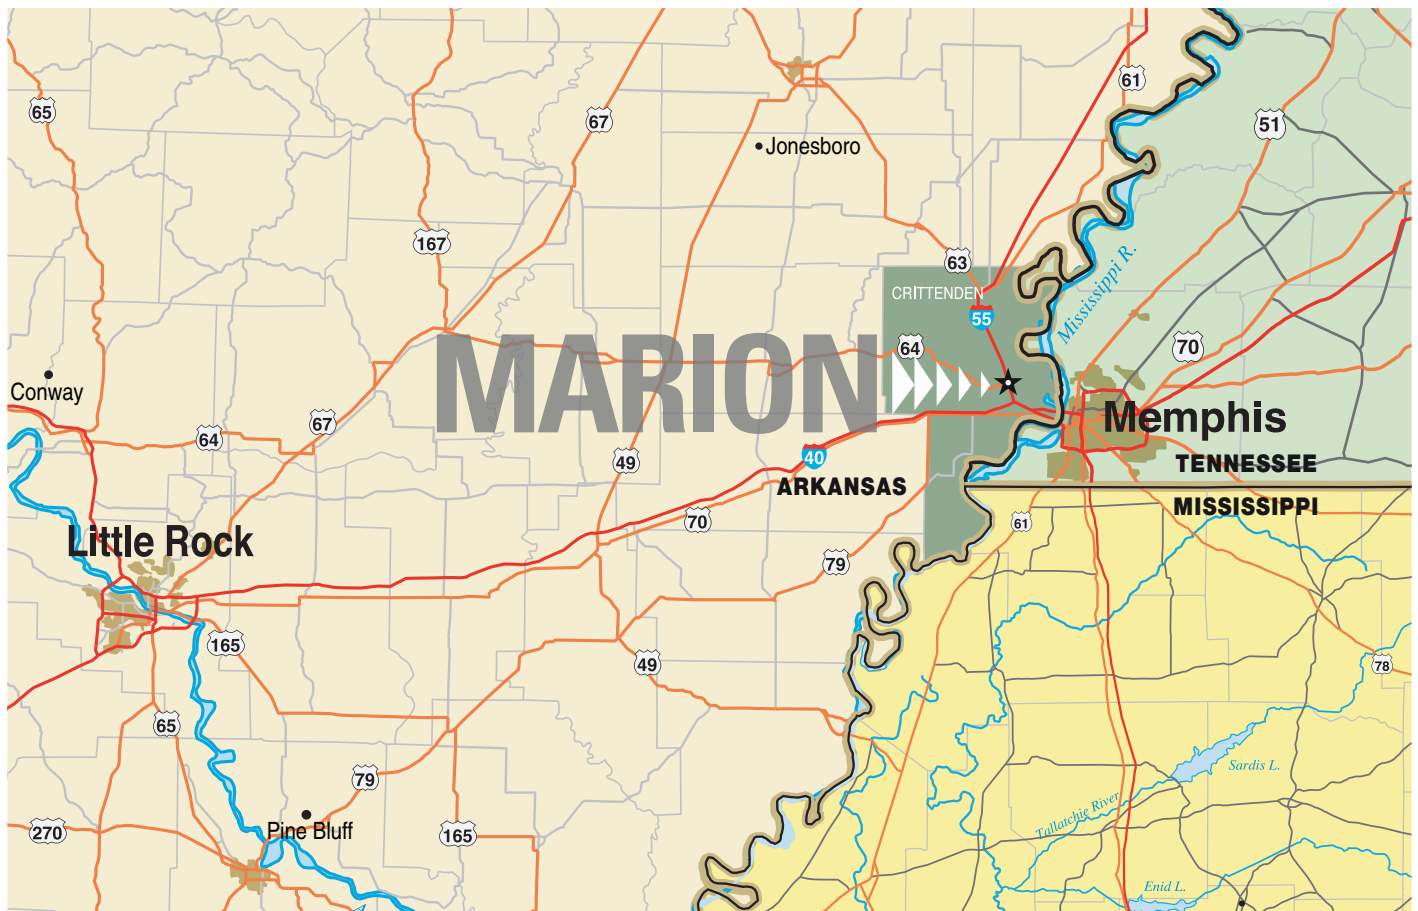 65
67
61
51
Jonesboro
167
63
Mississippi R.
CRITTENDEN
55
64
70
MARION
Conway
67
64
Memphis
49
40
TENNESSEE
ARKANSAS
MISSISSIPPI
70
61
Little Rock
79
165
49
78
65
79
Sardis L.
Tallatchie River
270
Pine Bluff
165
Enid L.